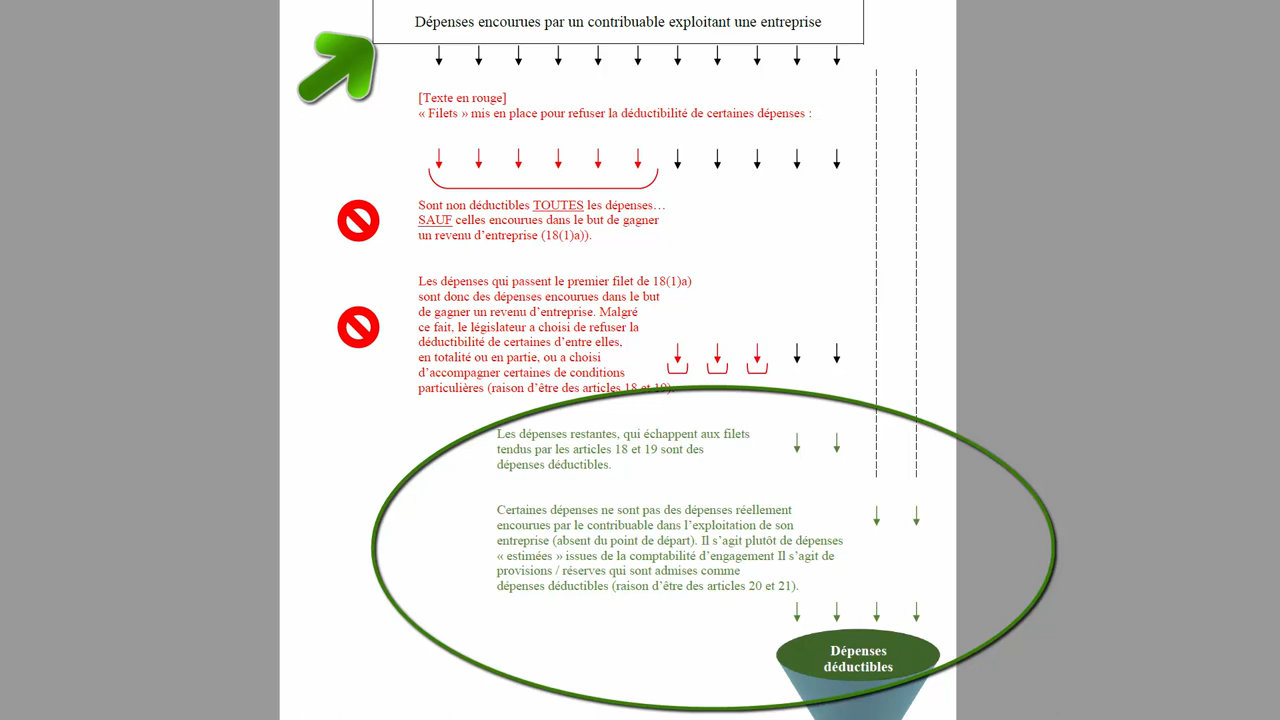 Dépenses encourues par un contribuable exploitant une entreprise
[Texte en rouge]
« Filets » mis en place pour refuser la déductibilité de certaines dépenses :
Sont non déductibles TOUTES les dépenses…
SAUF celles encourues dans le but de gagner
un revenu d’entreprise (18(1)a)).
Les dépenses qui passent le premier filet de 18(1)a)
sont donc des dépenses encourues dans le but
de gagner un revenu d’entreprise. Malgré
ce fait, le législateur a choisi de refuser la
déductibilité de certaines d’entre elles,
en totalité ou en partie, ou a choisi
d’accompagner certaines de conditions
particulières (raison d’être des articles 18 et 19).
Les dépenses restantes, qui échappent aux filets
tendus par les articles 18 et 19 sont des
dépenses déductibles.
Certaines dépenses ne sont pas des dépenses réellement
encourues par le contribuable dans l’exploitation de son
entreprise (absent du point de départ). Il s’agit plutôt de dépenses
« estimées » issues de la comptabilité d’engagement Il s’agit de
provisions / réserves qui sont admises comme
dépenses déductibles (raison d’être des articles 20 et 21).
Dépenses
déductibles